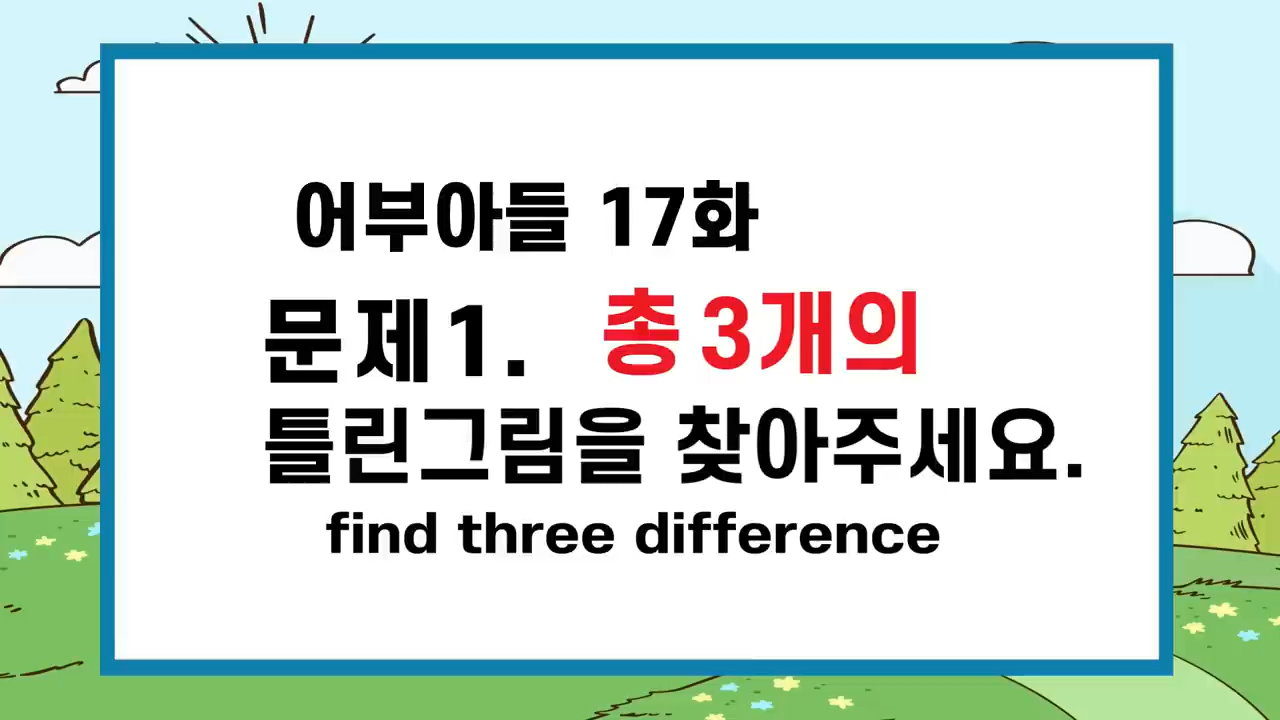 어부아들 17화
문제1. 총3개의
틀린그림을 찾아주세요.
find three difference